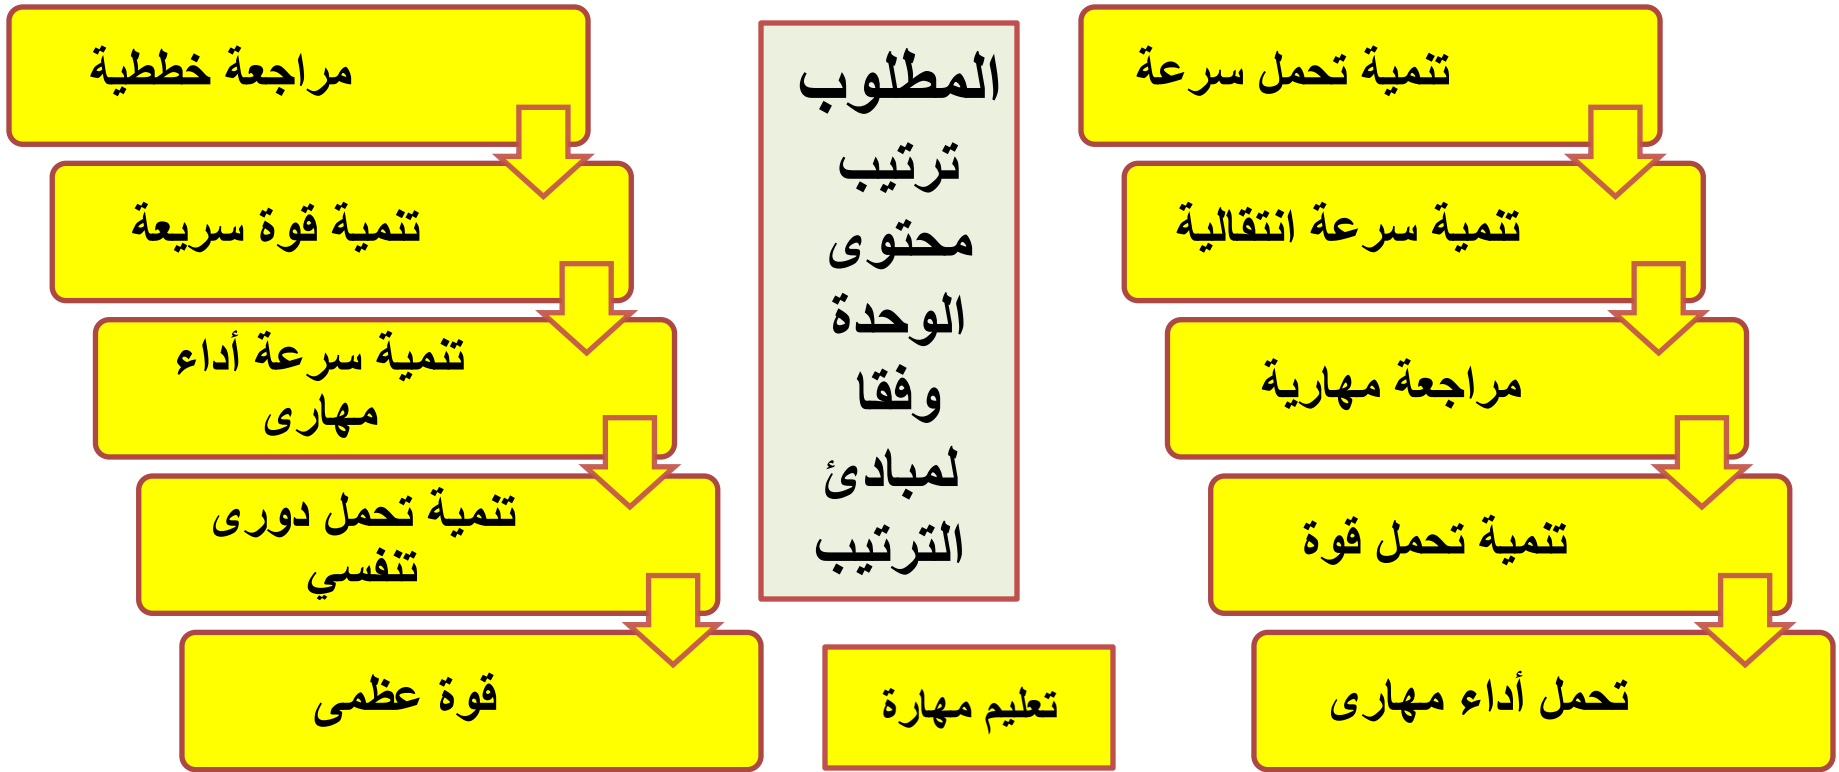 تنمية تحمل سرعة
تنمية سرعة انتقالية
مراجعة مهارية
تنمية تحمل قوة
تحمل أداء مهارى
المطلوب
ترتيب
محتوى
الوحدة
وفقا
لمبادئ
الترتيب
تعليم مهارة
مراجعة خططية
تنمية قوة سريعة
تنمية سرعة أداء
مهارى
تنمية تحمل دورى
تنفسي
قوة عظمى